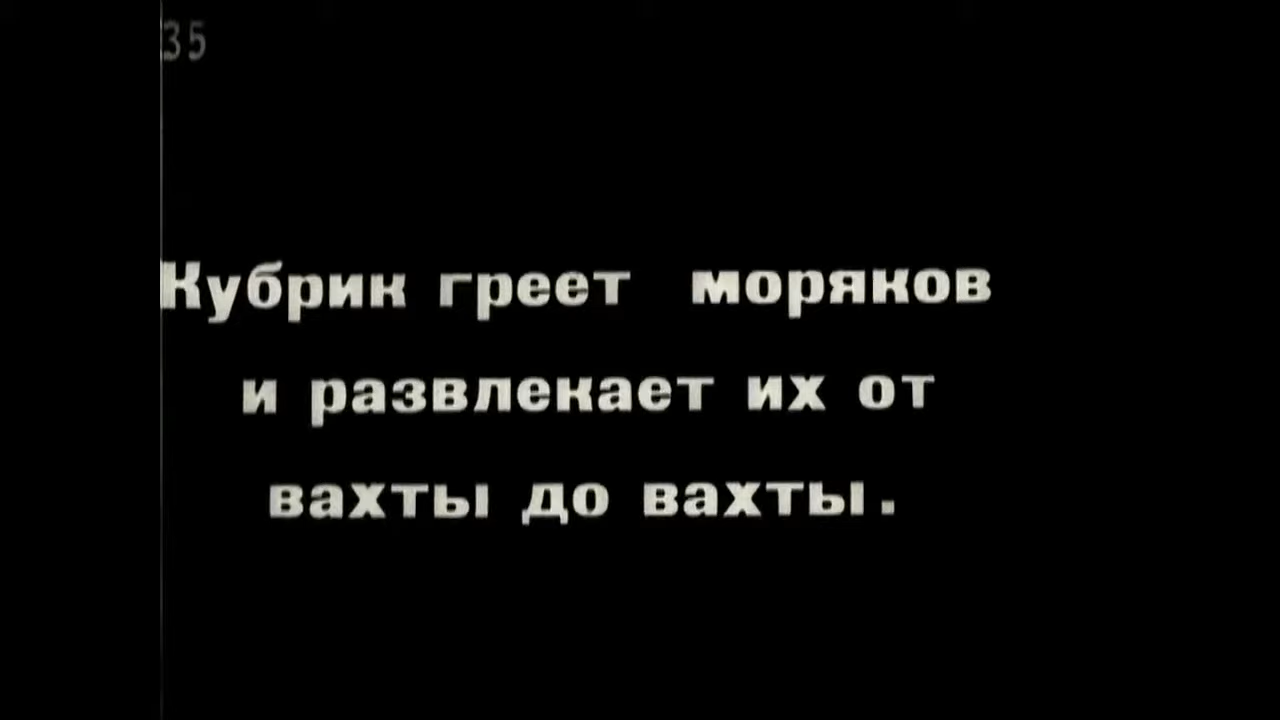 35
Кубрик греет моряков
и развлекает их от
вахты до вахты.